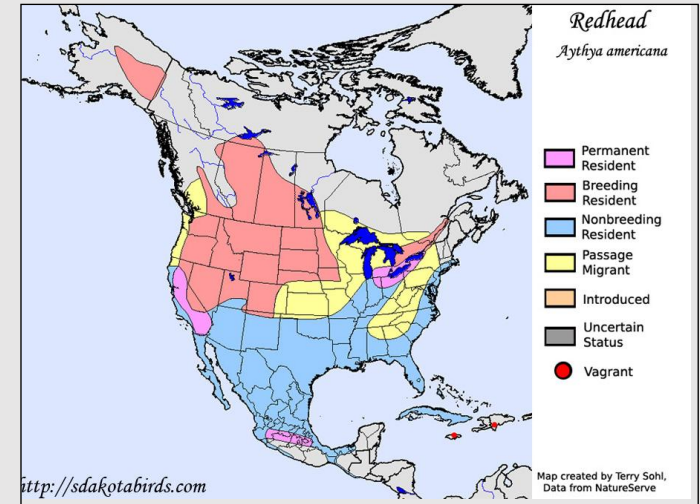 Redhead
Aythya americana
Permanent
Resident
Breeding
Resident
Nonbreeding
Resident
Passage
Migrant
Introduced
Uncertain
Status
Vagrant
Map created by Terry Sohl,
Data from NatureServe
http://sdakotabirds.com